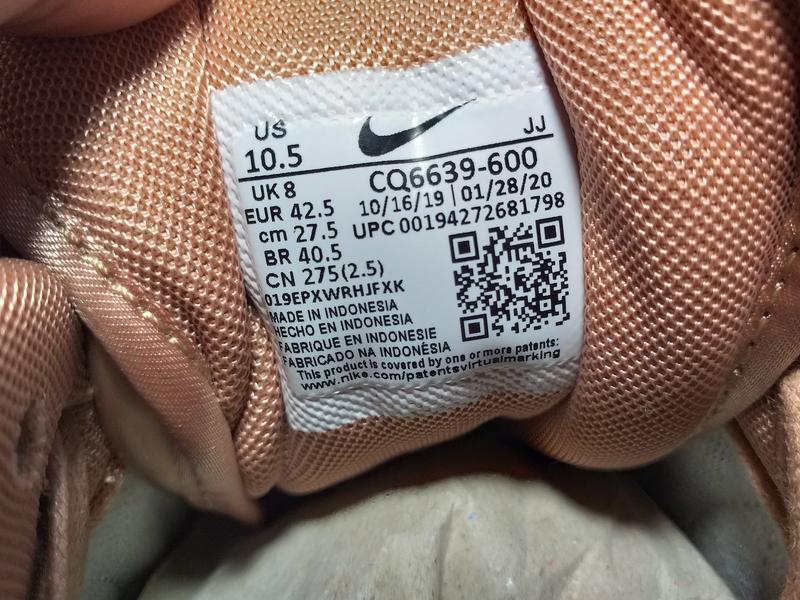 US
JJ
10.5
UK 8
EUR 42.5
cm 27.5
BR 40.5
CN 275(2.5)
CQ6639-600
10/16/19 | 01/28/20
UPC 00194272681798
019EPXWRHJFXK
MADE IN INDONESIA
HECHO EN INDONESIA
FABRIQUE EN INDONESIE
FABRICADO NA INDONÉSIA
This product is covered by one or more patents:
www.nike.com/patentsvirtualmarking